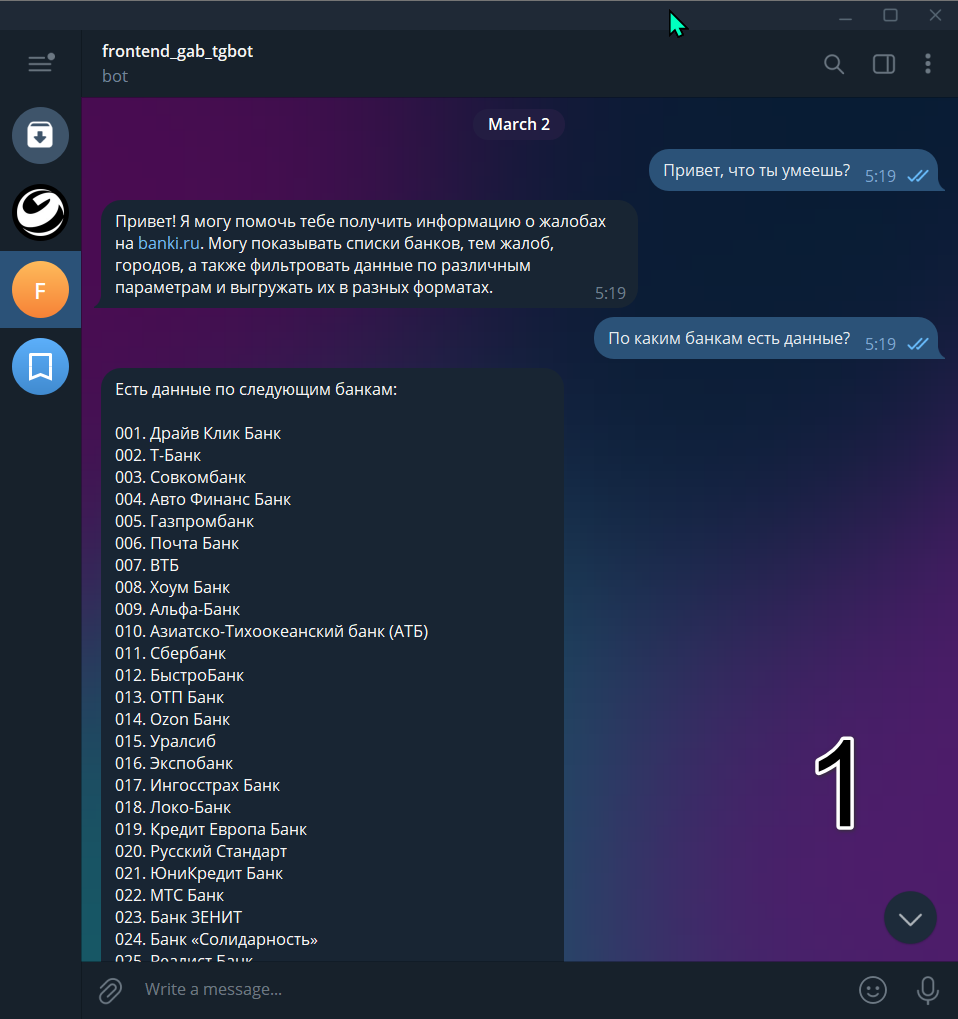 frontend_gab_tgbot
bot
March 2
Привет, что ты умеешь? 5:19
Привет! Я могу помочь тебе получить информацию о жалобах
на banki.ru. Могу показывать списки банков, тем жалоб,
городов, а также фильтровать данные по различным
параметрам и выгружать их в разных форматах. 5:19
По каким банкам есть данные? 5:19
Есть данные по следующим банкам:
001. Драйв Клик Банк
002. Т-Банк
003. Совкомбанк
004. Авто Финанс Банк
005. Газпромбанк
006. Почта Банк
007. ВТБ
008. Хоум Банк
009. Альфа-Банк
010. Азиатско-Тихоокеанский банк (АТБ)
011. Сбербанк
012. БыстроБанк
013. ОТП Банк
014. Ozon Банк
015. Уралсиб
016. Экспобанк
017. Ингосстрах Банк
018. Локо-Банк
019. Кредит Европа Банк
020. Русский Стандарт
021. ЮниКредит Банк
022. МТС Банк
023. Банк ЗЕНИТ
024. Банк «Солидарность»
025. Реалист Банк
F
1
Write a message...